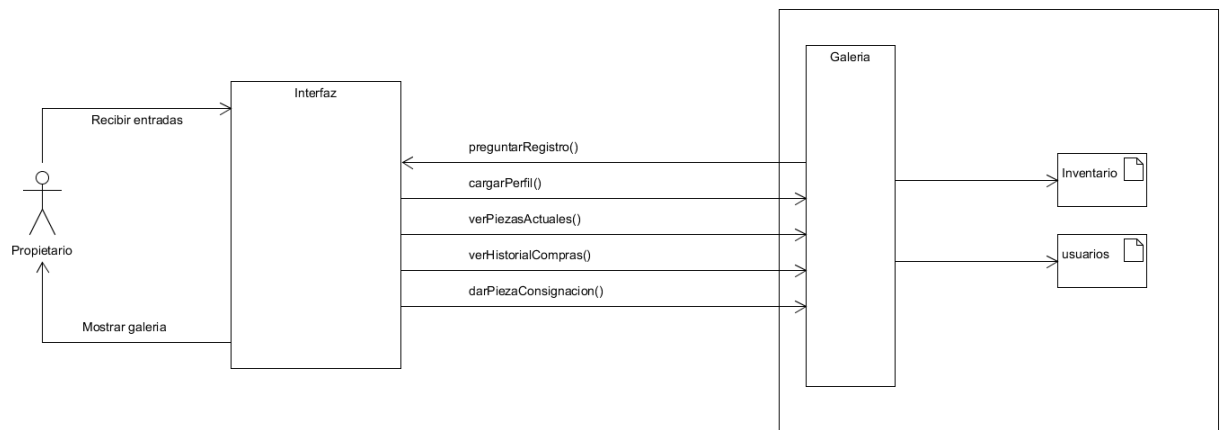 Galeria
Interfaz
Recibir entradas
preguntarRegistro()
Inventario
cargarPerfil()
verPiezasActuales()
Propietario
verHistorialCompras()
usuarios
darPiezaConsignacion()
Mostrar galeria